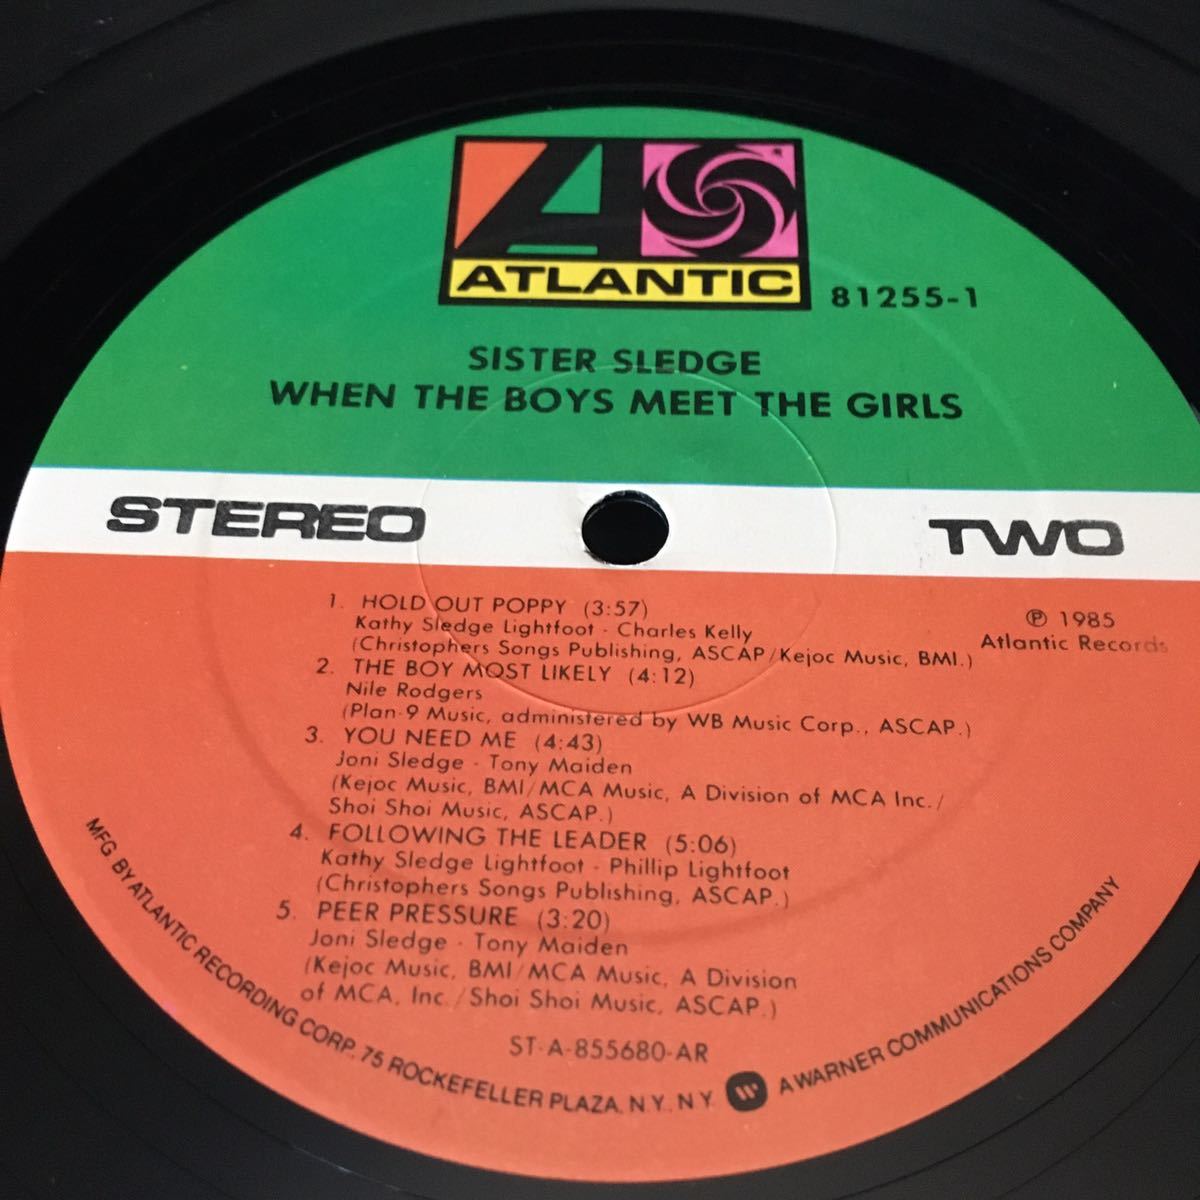 ATLANTIC
81255-1
SISTER SLEDGE
WHEN THE BOYS MEET THE GIRLS
STEREO
TWO
1. HOLD OUT POPPY (3:57)
Kathy Sledge Lightfoot - Charles Kelly
(Christophers Songs Publishing, ASCAP/Kejoc Music, BMI.)
2. THE BOY MOST LIKELY (4:12)
Nile Rodgers
(Plan-9 Music, administered by WB Music Corp., ASCAP.)
3. YOU NEED ME (4:43)
Joni Sledge - Tony Maiden
(Kejoc Music, BMI/MCA Music, A Division of MCA Inc./
Shoi Shoi Music, ASCAP.)
4. FOLLOWING THE LEADER (5:06)
Kathy Sledge Lightfoot - Phillip Lightfoot
(Christophers Songs Publishing, ASCAP.)
5. PEER PRESSURE (3:20)
Joni Sledge - Tony Maiden
(Kejoc Music, BMI/MCA Music, A Division
of MCA, Inc./Shoi Shoi Music, ASCAP.)
℗ 1985
Atlantic Records
ST-A-855680-AR
MFG. BY ATLANTIC RECORDING CORP. 75 ROCKEFELLER PLAZA, N.Y., N.Y. A WARNER COMMUNICATIONS COMPANY